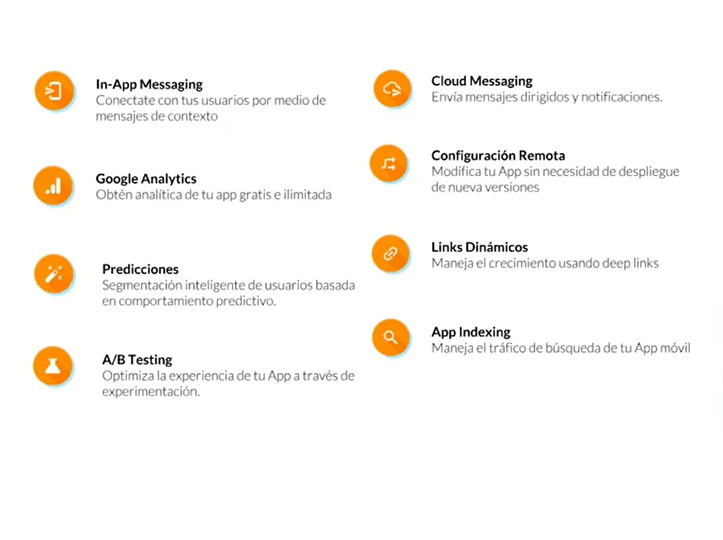 In-App Messaging
Conectate con tus usuarios por medio de
mensajes de contexto
Google Analytics
Obtén analítica de tu app gratis e ilimitada
Predicciones
Segmentación inteligente de usuarios basada
en comportamiento predictivo.
A/B Testing
Optimiza la experiencia de tu App a través de
experimentación.
Cloud Messaging
Envía mensajes dirigidos y notificaciones.
Configuración Remota
Modifica tu App sin necesidad de despliegue
de nueva versiones
Links Dinámicos
Maneja el crecimiento usando deep links
App Indexing
Maneja el tráfico de búsqueda de tu App móvil